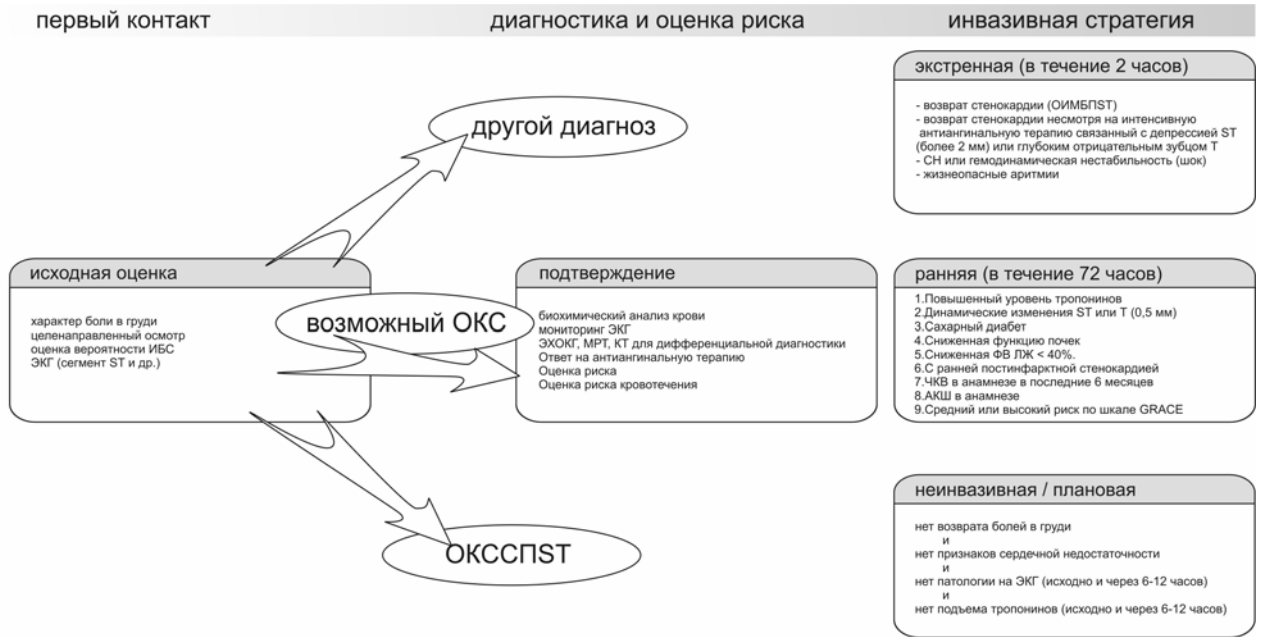 первый контакт
диагностика и оценка риска
инвазивная стратегия
другой диагноз
исходная оценка
характер боли в груди
целенаправленный осмотр
оценка вероятности ИБС
ЭКГ (сегмент ST и др.)
возможный ОКС
ОКССПST
подтверждение
биохимический анализ крови
мониторинг ЭКГ
ЭХОКГ, МРТ, КТ для дифференциальной диагностики
Ответ на антиангинальную терапию
Оценка риска
Оценка риска кровотечения
экстренная (в течение 2 часов)
- возврат стенокардии (ОИМБПST)
- возврат стенокардии несмотря на интенсивную
антиангинальную терапию связанный с депрессией ST
(более 2 мм) или глубоким отрицательным зубцом Т
- СН или гемодинамическая нестабильность (шок)
- жизнеопасные аритмии
ранняя (в течение 72 часов)
1.Повышенный уровень тропонинов
2.Динамические изменения ST или T (0,5 мм)
3.Сахарный диабет
4.Сниженная функцию почек
5.Сниженная ФВ ЛЖ < 40%.
6.С ранней постинфарктной стенокардией
7.ЧКВ в анамнезе в последние 6 месяцев
8.АКШ в анамнезе
9.Средний или высокий риск по шкале GRACE
неинвазивная / плановая
нет возврата болей в груди
и
нет признаков сердечной недостаточности
и
нет патологии на ЭКГ (исходно и через 6-12 часов)
и
нет подъема тропонинов (исходно и через 6-12 часов)